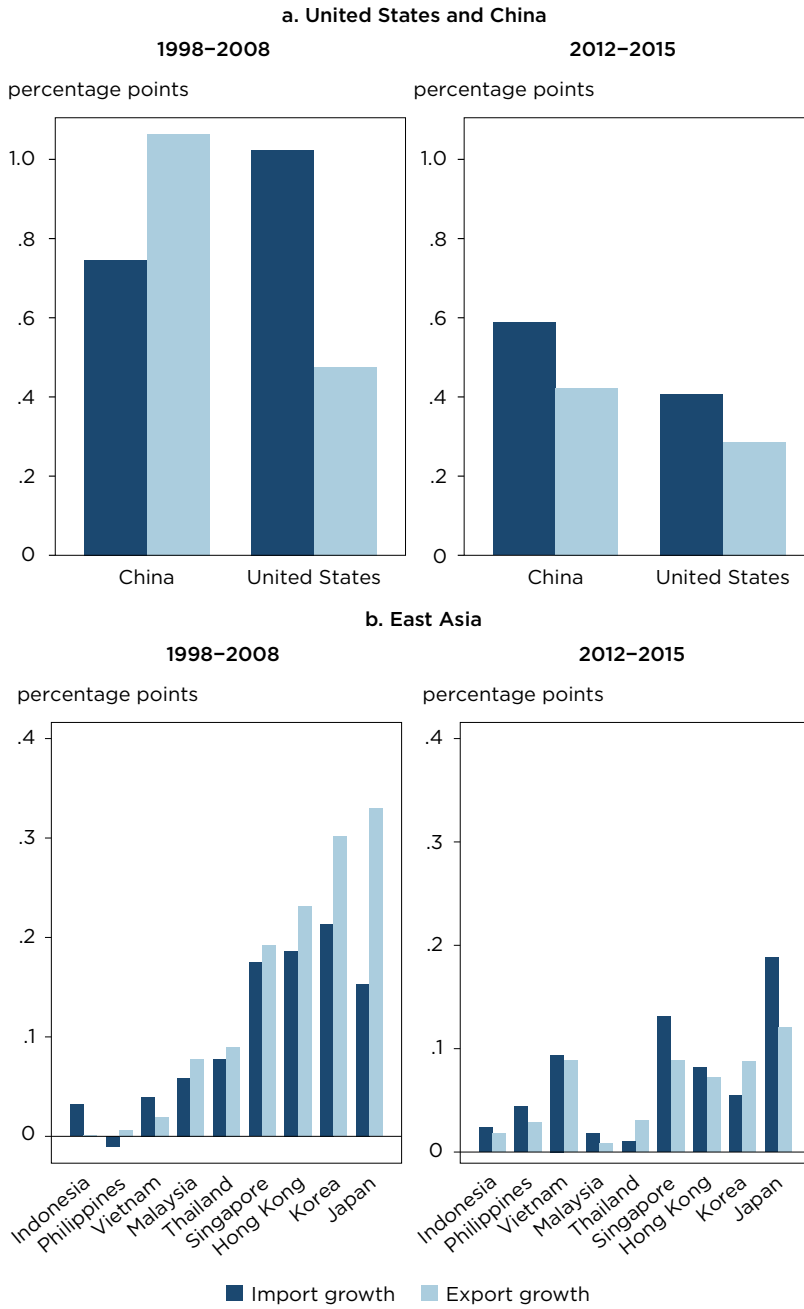 a. United States and China
1998–2008
2012–2015
percentage points
percentage points
1.0
.8
.6
.4
.2
0
China
United States
1.0
.8
.6
.4
.2
0
China
United States
b. East Asia
1998–2008
2012–2015
percentage points
percentage points
.4
.3
.2
.1
0
Indonesia
Philippines
Vietnam
Malaysia
Thailand
Singapore
Hong Kong
Korea
Japan
.4
.3
.2
.1
0
Indonesia
Philippines
Vietnam
Malaysia
Thailand
Singapore
Hong Kong
Korea
Japan
Import growth
Export growth